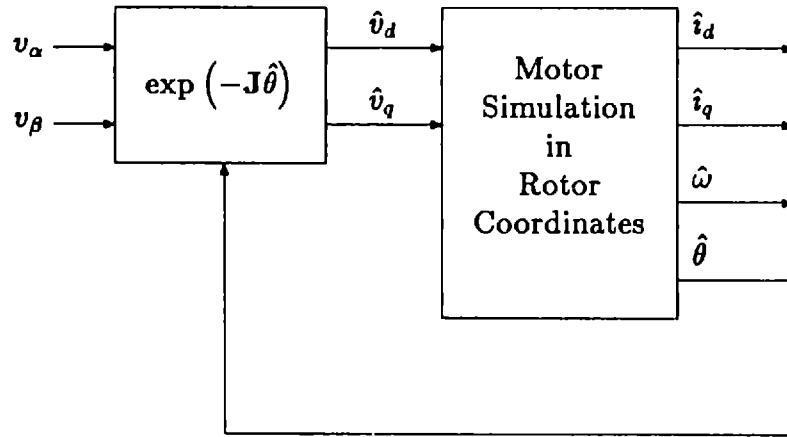 v_α
v_β
exp (−Jθ̂)
v̂_d
v̂_q
Motor
Simulation
in
Rotor
Coordinates
î_d
î_q
ω̂
θ̂